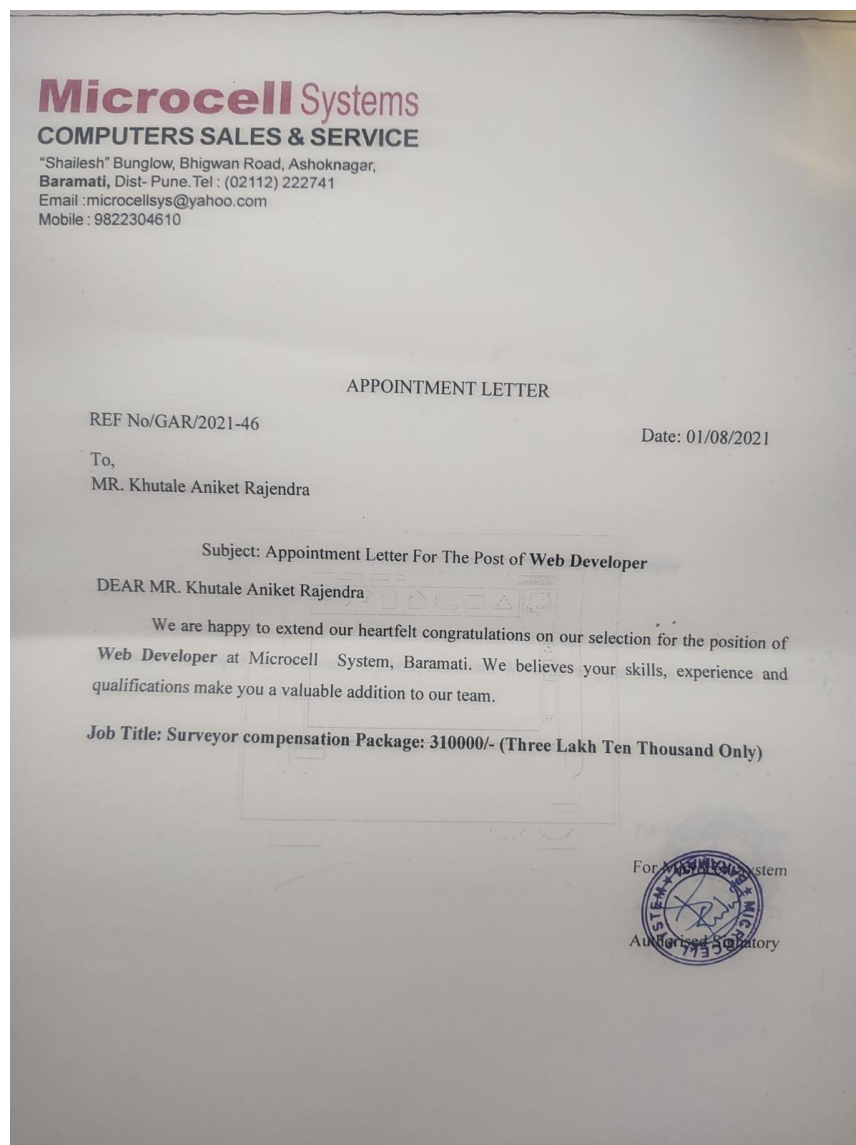 Microcell Systems
COMPUTERS SALES & SERVICE
"Shailesh" Bunglow, Bhigwan Road, Ashoknagar,
Baramati, Dist- Pune.Tel : (02112) 222741
Email :microcellsys@yahoo.com
Mobile : 9822304610
APPOINTMENT LETTER
REF No/GAR/2021-46
Date: 01/08/2021
To,
MR. Khutale Aniket Rajendra
Subject: Appointment Letter For The Post of Web Developer
DEAR MR. Khutale Aniket Rajendra
We are happy to extend our heartfelt congratulations on our selection for the position of
Web Developer at Microcell System, Baramati. We believes your skills, experience and
qualifications make you a valuable addition to our team.
Job Title: Surveyor compensation Package: 310000/- (Three Lakh Ten Thousand Only)
For Microcell System
Authorised Signatory
MICROCELL SYSTEM